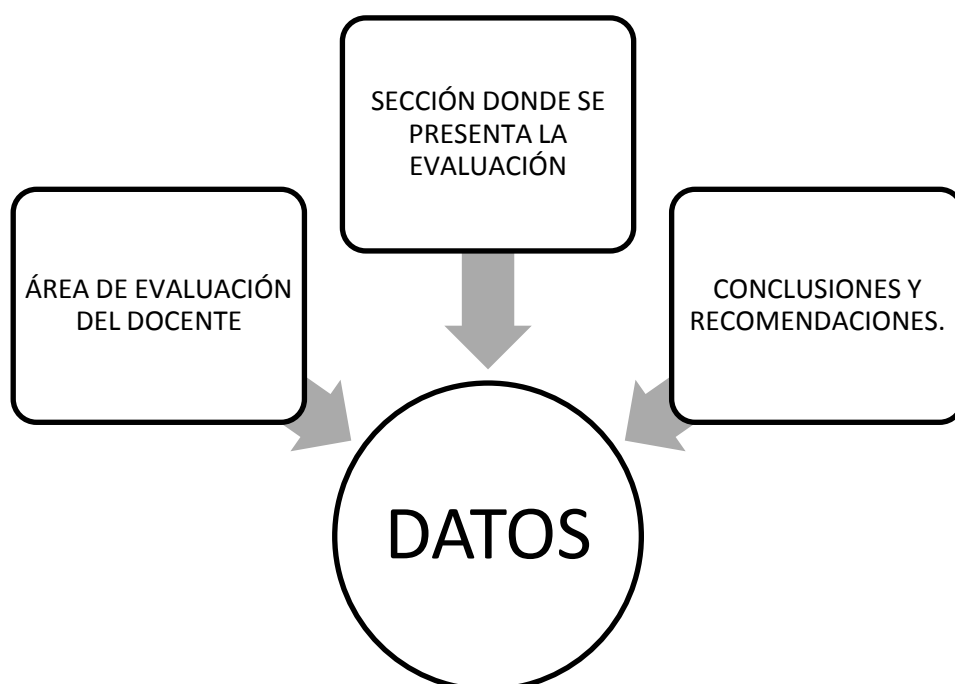 SECCIÓN DONDE SE
PRESENTA LA
EVALUACIÓN
ÁREA DE EVALUACIÓN
DEL DOCENTE
CONCLUSIONES Y
RECOMENDACIONES.
DATOS